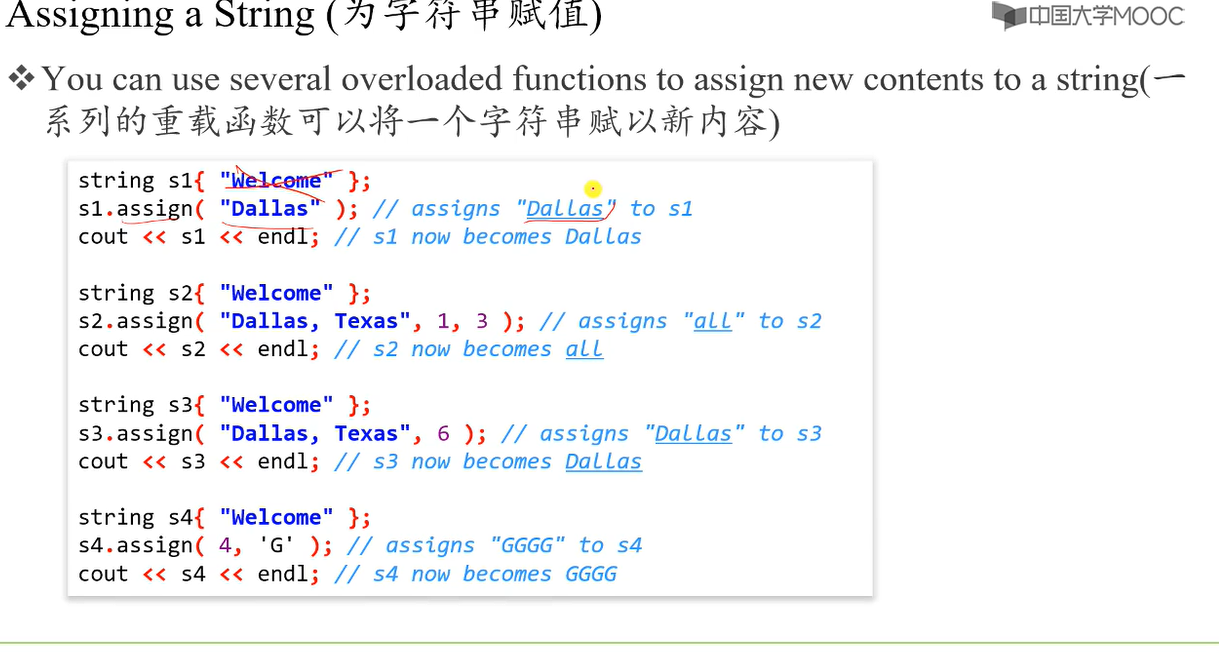 Assigning a String (为字符串赋值)
中国大学MOOC
❖ You can use several overloaded functions to assign new contents to a string(一
系列的重载函数可以将一个字符串赋以新内容)
string s1{ "Welcome" };
s1.assign( "Dallas" ); // assigns "Dallas" to s1
cout << s1 << endl; // s1 now becomes Dallas
string s2{ "Welcome" };
s2.assign( "Dallas, Texas", 1, 3 ); // assigns "all" to s2
cout << s2 << endl; // s2 now becomes all
string s3{ "Welcome" };
s3.assign( "Dallas, Texas", 6 ); // assigns "Dallas" to s3
cout << s3 << endl; // s3 now becomes Dallas
string s4{ "Welcome" };
s4.assign( 4, 'G' ); // assigns "GGGG" to s4
cout << s4 << endl; // s4 now becomes GGGG